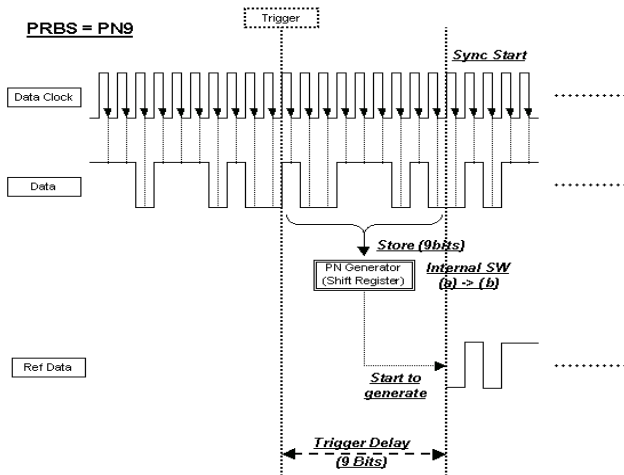 Trigger
PRBS = PN9
Sync Start
Data Clock
Data
Store (9bits)
PN Generator
(Shift Register)
Internal SW
(a) -> (b)
Ref Data
Start to
generate
Trigger Delay
(9 Bits)